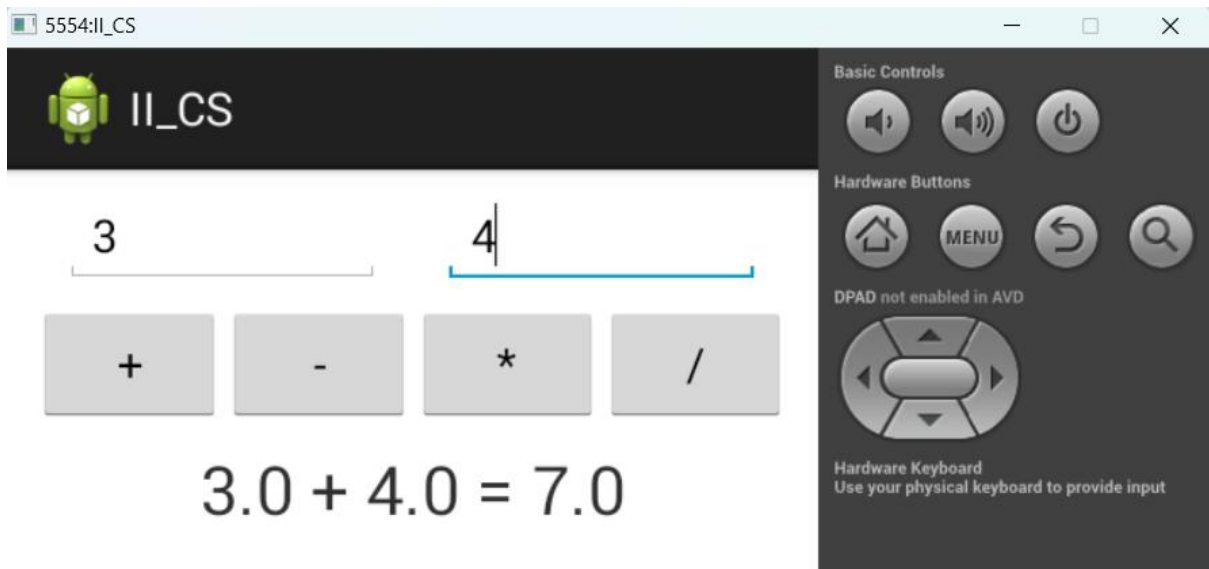 5554:II_CS
II_CS
3 4
+ - * /
3.0 + 4.0 = 7.0
Basic Controls
Hardware Buttons
MENU
DPAD not enabled in AVD
Hardware Keyboard
Use your physical keyboard to provide input